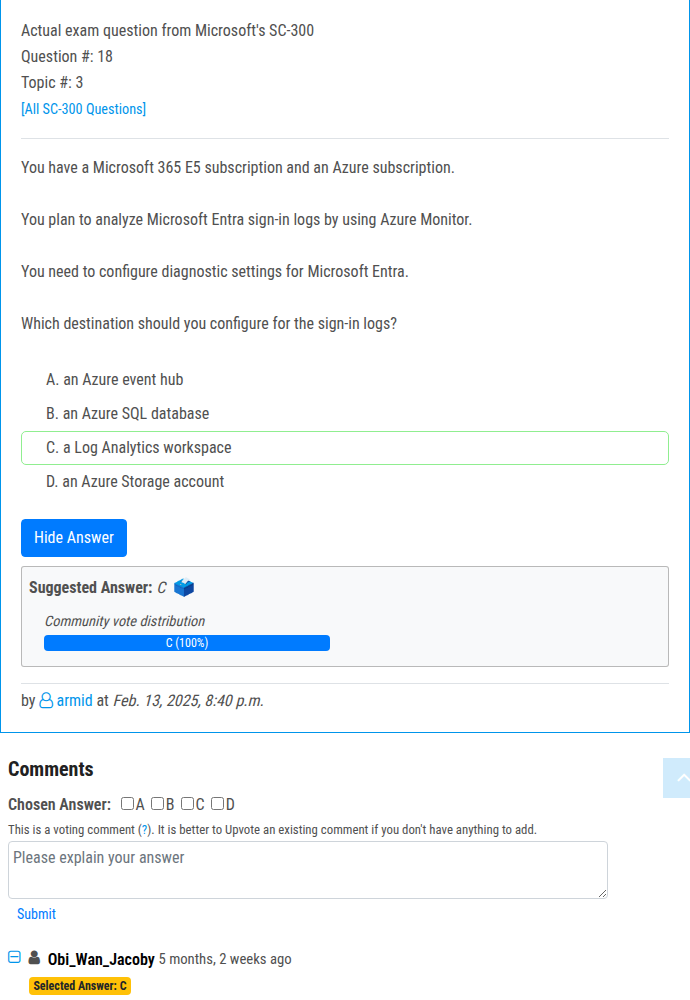 Actual exam question from Microsoft's SC-300
Question #: 18
Topic #: 3
[All SC-300 Questions]
You have a Microsoft 365 E5 subscription and an Azure subscription.
You plan to analyze Microsoft Entra sign-in logs by using Azure Monitor.
You need to configure diagnostic settings for Microsoft Entra.
Which destination should you configure for the sign-in logs?
A. an Azure event hub
B. an Azure SQL database
C. a Log Analytics workspace
D. an Azure Storage account
Hide Answer
Suggested Answer: C
Community vote distribution
C (100%)
by armid at Feb. 13, 2025, 8:40 p.m.
Comments
Chosen Answer: A B C D
This is a voting comment (?). It is better to Upvote an existing comment if you don't have anything to add.
Please explain your answer
Submit
Obi_Wan_Jacoby 5 months, 2 weeks ago
Selected Answer: C